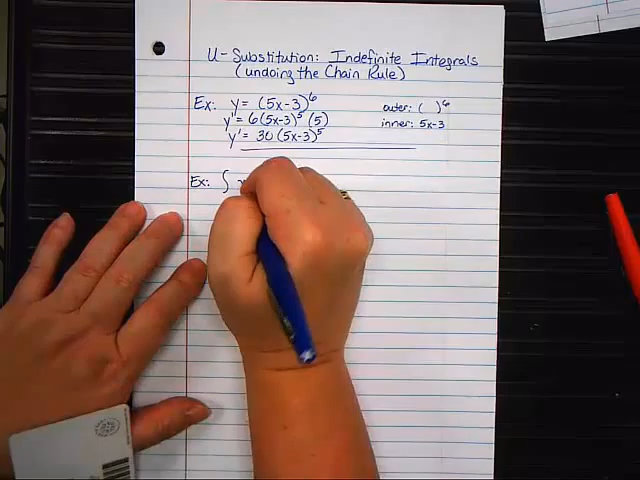 U-Substitution: Indefinite Integrals
(undoing the Chain Rule)
Ex: y = (5x-3)^6 outer: ( )^6
y' = 6(5x-3)^5 (5) inner: 5x-3
y' = 30(5x-3)^5
Ex: ∫